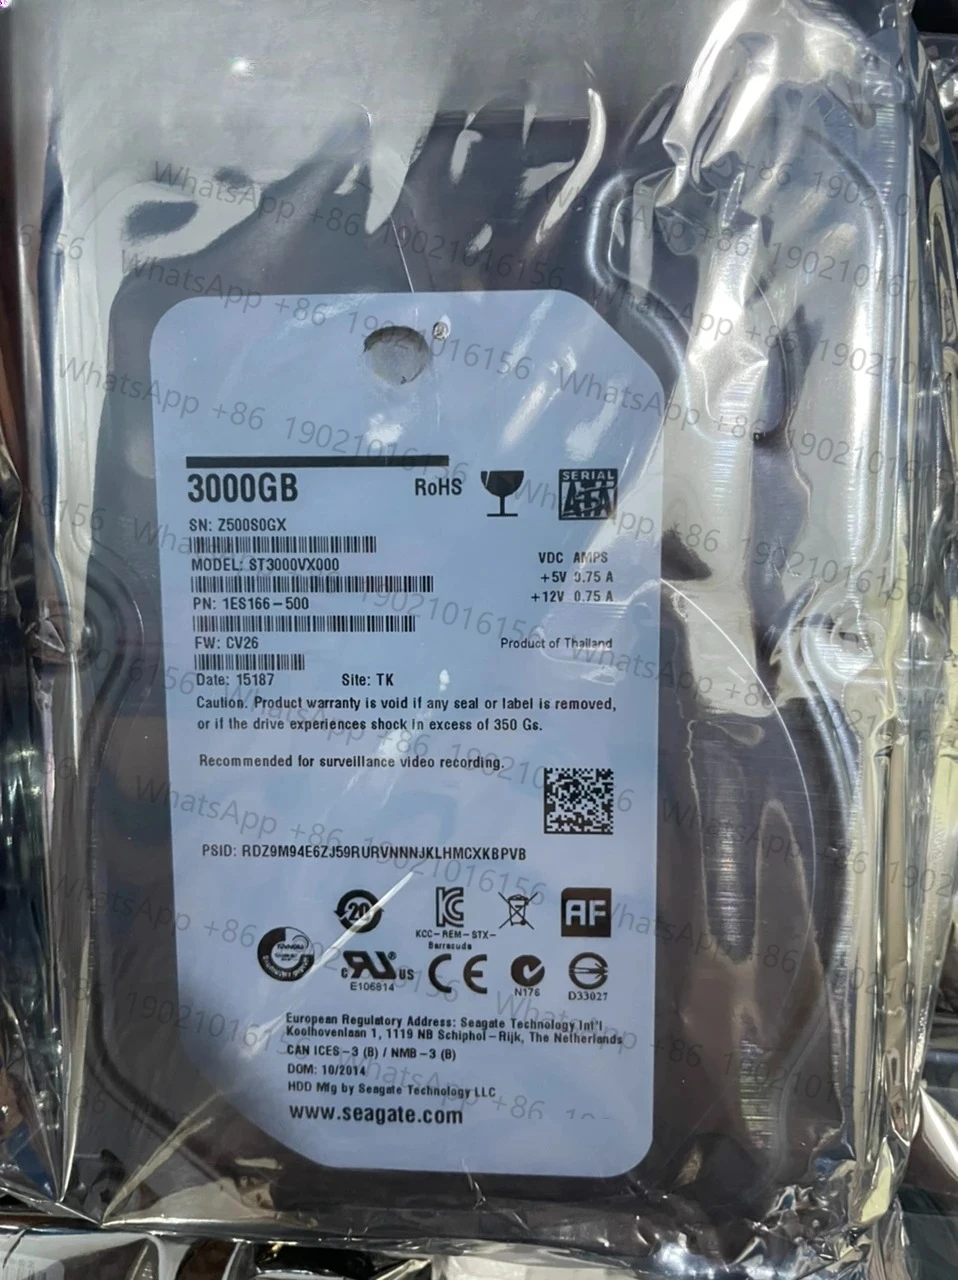 WhatsApp +86 19021016156
3000GB
RoHS
SERIAL
ATA
SN: Z500S0GX
MODEL: ST3000VX000
VDC AMPS
+5V 0.75 A
+12V 0.75 A
PN: 1ES166-500
FW: CV26
Product of Thailand
Date: 15187 Site: TK
Caution. Product warranty is void if any seal or label is removed,
or if the drive experiences shock in excess of 350 Gs.
Recommended for surveillance video recording.
PSID: RDZ9M94E6ZJ59RURVNNNJKLHMCXKBPVB
20
AF
KCC-REM-STX-
Barracuda
c RU US
E106814
CE
N176
D33027
European Regulatory Address: Seagate Technology Int'l
Koolhovenlaan 1, 1119 NB Schiphol-Rijk, The Netherlands
CAN ICES-3 (B) / NMB-3 (B)
DOM: 10/2014
HDD Mfg by Seagate Technology LLC
www.seagate.com